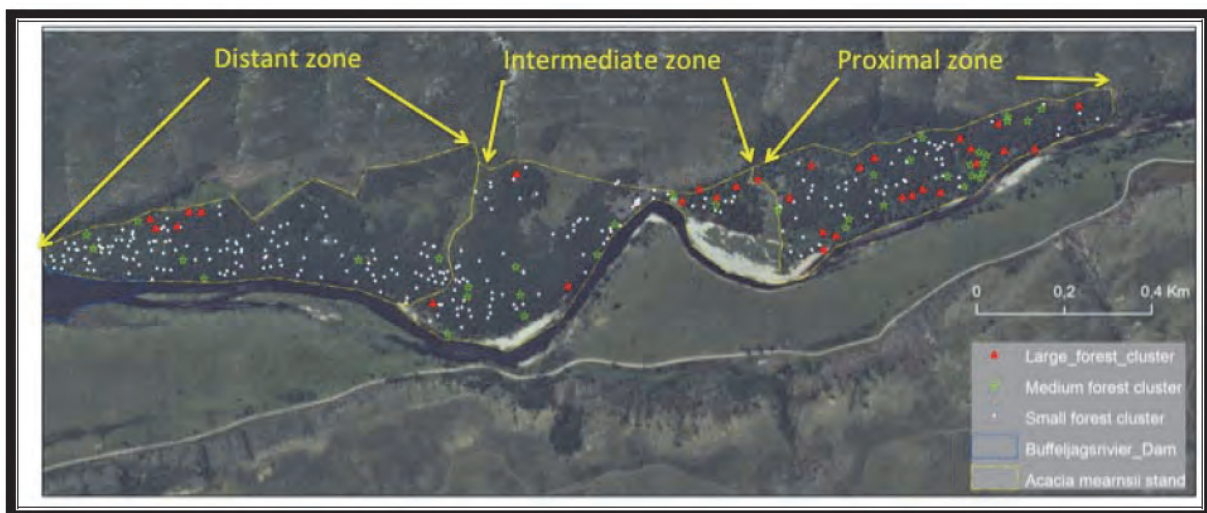 Distant zone
Intermediate zone
Proximal zone
0 0,2 0,4 Km
Large_forest_cluster
Medium forest cluster
Small forest cluster
Buffeljagsrivier_Dam
Acacia mearnsii stand